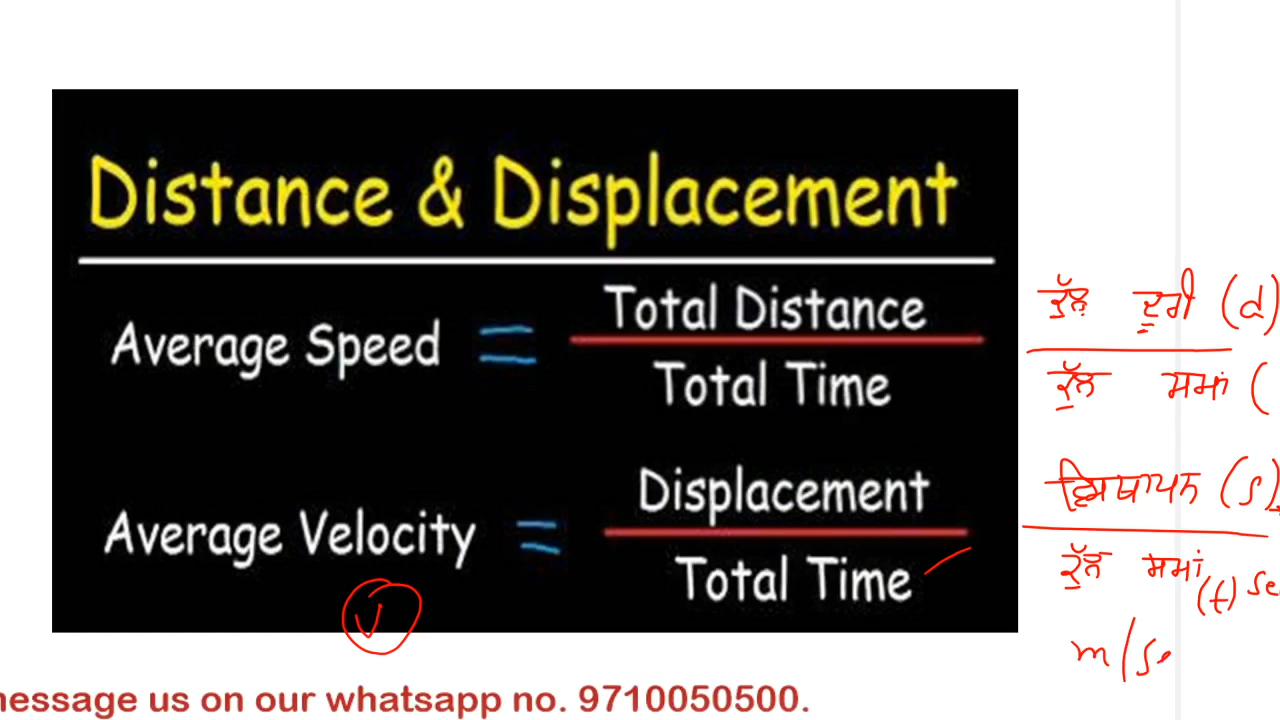 Distance & Displacement
Average Speed = Total Distance
Total Time
Average Velocity = Displacement
Total Time
(v)
ਕੁੱਲ ਦੂਰੀ (d)
ਕੁੱਲ ਸਮਾਂ (
ਵਿਸਥਾਪਨ (s)
ਕੁੱਲ ਸਮਾਂ (t) Se
m/se
message us on our whatsapp no. 9710050500.